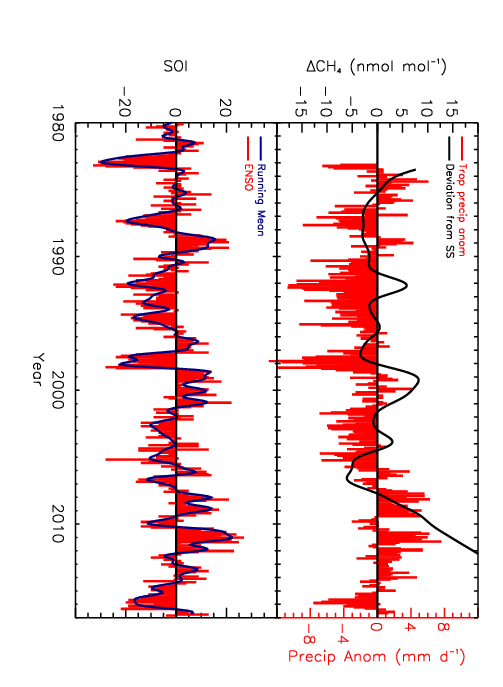 ΔCH₄ (nmol mol⁻¹)
−15 −10 −5 0 5 10 15
Trop precip anom
Deviation from SS
−8 −4 0 4 8
Precip Anom (mm d⁻¹)
SOI
−20 0 20
Running Mean
ENSO
1980 1990 2000 2010
Year